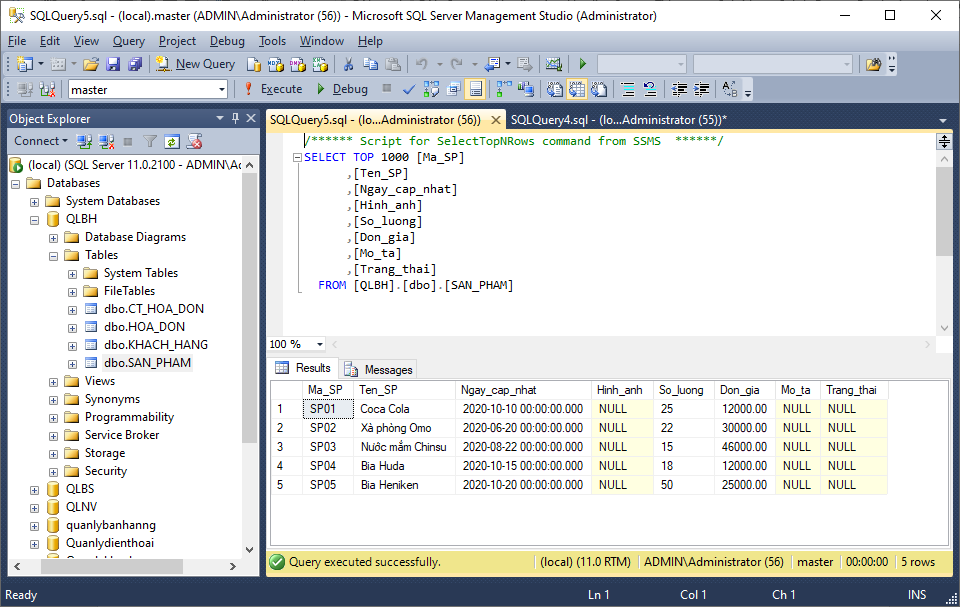 SQLQuery5.sql - (local).master (ADMIN\Administrator (56)) - Microsoft SQL Server Management Studio (Administrator)
File Edit View Query Project Debug Tools Window Help
New Query
master Execute Debug
Object Explorer
Connect
(local) (SQL Server 11.0.2100 - ADMIN\Ac
Databases
System Databases
QLBH
Database Diagrams
Tables
System Tables
FileTables
dbo.CT_HOA_DON
dbo.HOA_DON
dbo.KHACH_HANG
dbo.SAN_PHAM
Views
Synonyms
Programmability
Service Broker
Storage
Security
QLBS
QLNV
quanlybanhanng
Quanlydienthoai
SQLQuery5.sql - (lo...Administrator (56)) SQLQuery4.sql - (lo...Administrator (55))*
/****** Script for SelectTopNRows command from SSMS ******/
SELECT TOP 1000 [Ma_SP]
,[Ten_SP]
,[Ngay_cap_nhat]
,[Hinh_anh]
,[So_luong]
,[Don_gia]
,[Mo_ta]
,[Trang_thai]
FROM [QLBH].[dbo].[SAN_PHAM]
100 %
Results Messages
Ma_SP Ten_SP Ngay_cap_nhat Hinh_anh So_luong Don_gia Mo_ta Trang_thai
1 SP01 Coca Cola 2020-10-10 00:00:00.000 NULL 25 12000.00 NULL NULL
2 SP02 Xà phòng Omo 2020-06-20 00:00:00.000 NULL 22 30000.00 NULL NULL
3 SP03 Nước mắm Chinsu 2020-08-22 00:00:00.000 NULL 15 46000.00 NULL NULL
4 SP04 Bia Huda 2020-10-15 00:00:00.000 NULL 18 12000.00 NULL NULL
5 SP05 Bia Heniken 2020-10-20 00:00:00.000 NULL 50 25000.00 NULL NULL
Query executed successfully. (local) (11.0 RTM) ADMIN\Administrator (56) master 00:00:00 5 rows
Ready Ln 1 Col 1 Ch 1 INS